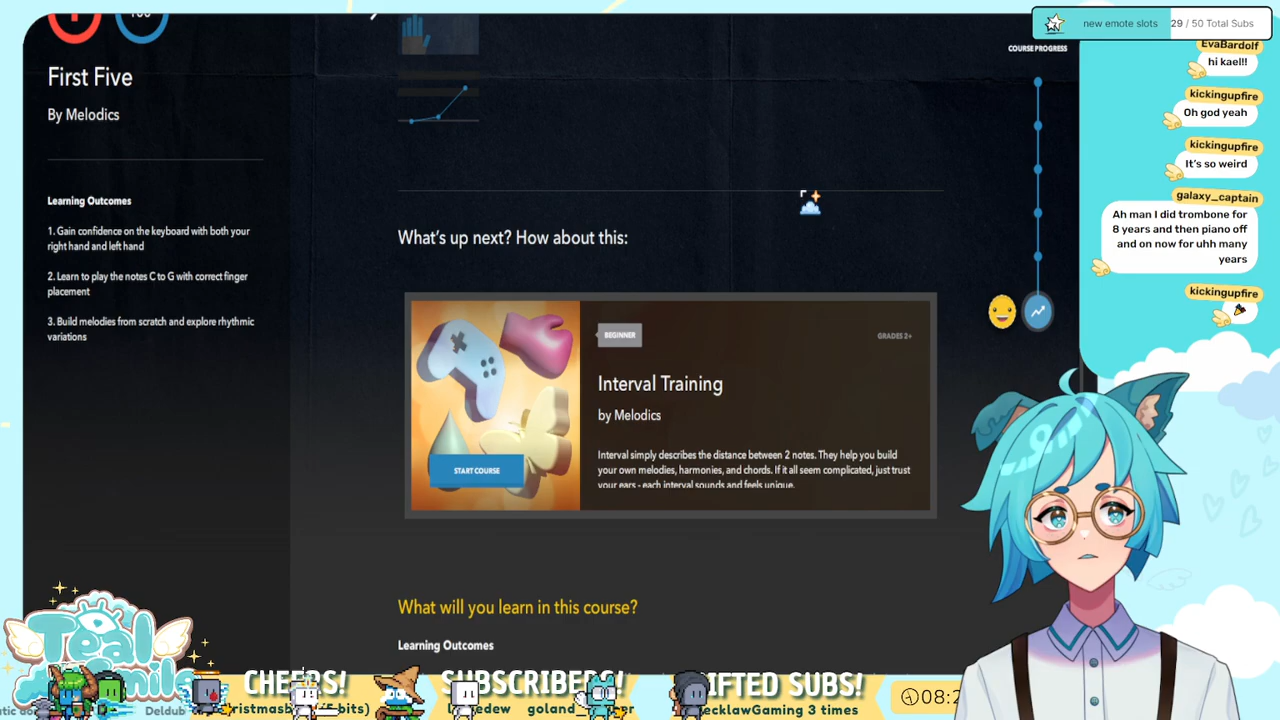 new emote slots
29 / 50 Total Subs
COURSE PROGRESS
EvaBardolf
hi kael!!
kickingupfire
Oh god yeah
kickingupfire
It's so weird
galaxy_captain
Ah man I did trombone for
8 years and then piano off
and on now for uhh many
years
kickingupfire
First Five
By Melodics
Learning Outcomes
1. Gain confidence on the keyboard with both your
right hand and left hand
2. Learn to play the notes C to G with correct finger
placement
3. Build melodies from scratch and explore rhythmic
variations
What's up next? How about this:
BEGINNER
GRADES 2+
Interval Training
by Melodics
Interval simply describes the distance between 2 notes. They help you build
your own melodies, harmonies, and chords. If it all seem complicated, just trust
your ears - each interval sounds and feels unique.
START COURSE
What will you learn in this course?
Learning Outcomes
Teal
CHEERS!
GIFTED SUBS!
Deldub
goland
3 times